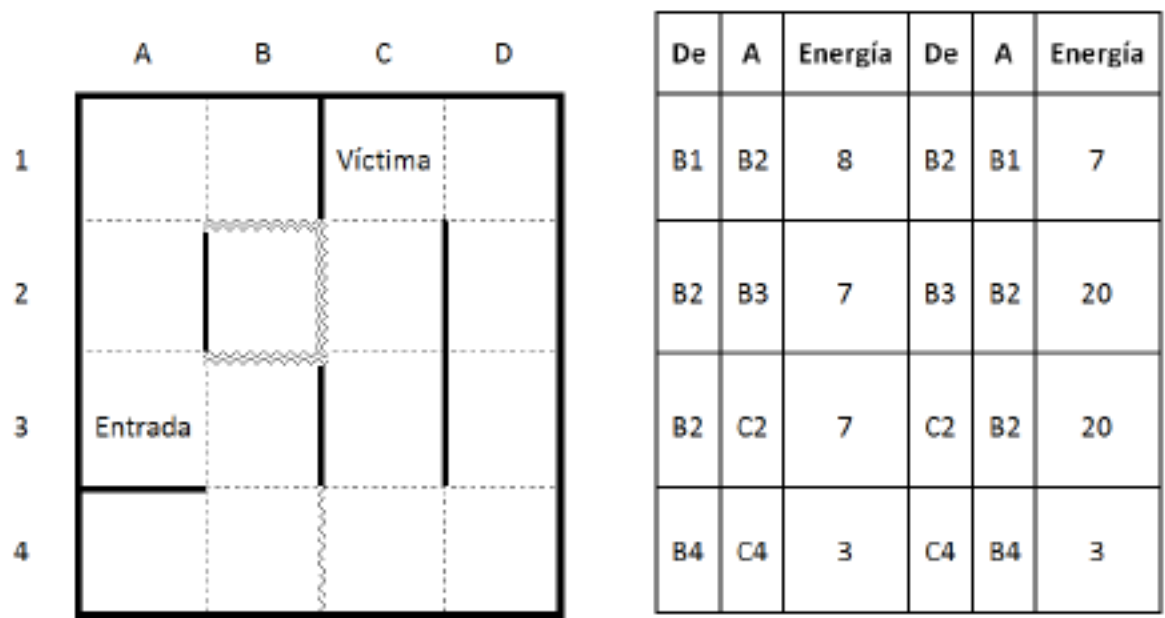 A B C D
1 Víctima
2
3 Entrada
4
De A Energía De A Energía
B1 B2 8 B2 B1 7
B2 B3 7 B3 B2 20
B2 C2 7 C2 B2 20
B4 C4 3 C4 B4 3